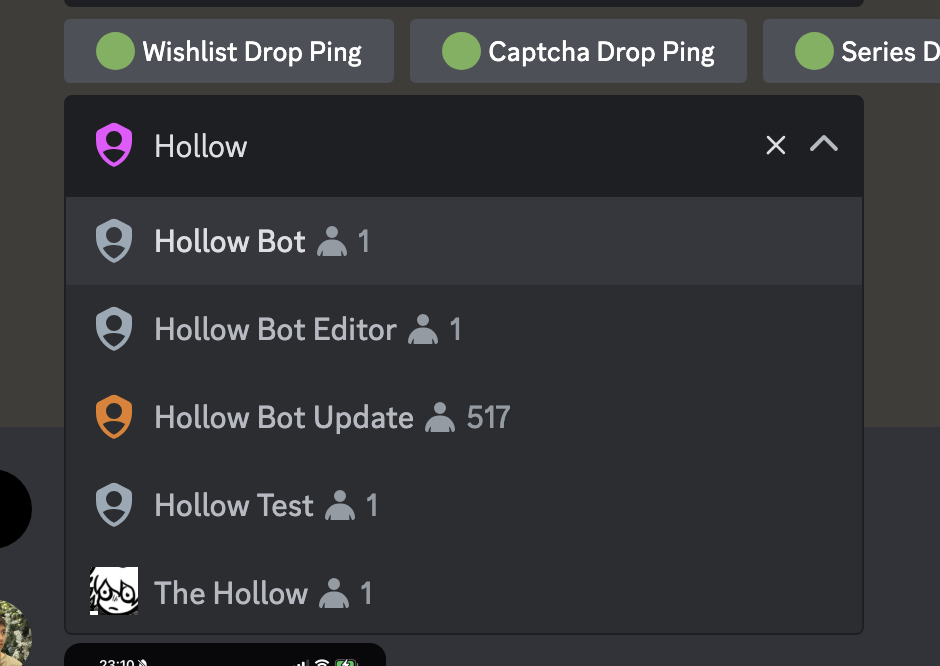 Wishlist Drop Ping Captcha Drop Ping Series D
Hollow
Hollow Bot 1
Hollow Bot Editor 1
Hollow Bot Update 517
Hollow Test 1
The Hollow 1
23:10